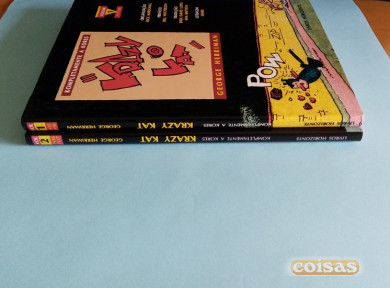 KOMPLETAMENTE A KORES
KRAZY
KAT
GEORGE HERRIMAN
POW
1
GEORGE HERRIMAN
KRAZY KAT
KOMPLETAMENTE A KORES
LIVROS HORIZONTE
2
GEORGE HERRIMAN
KRAZY KAT
KOMPLETAMENTE A KORES
LIVROS HORIZONTE
coisas